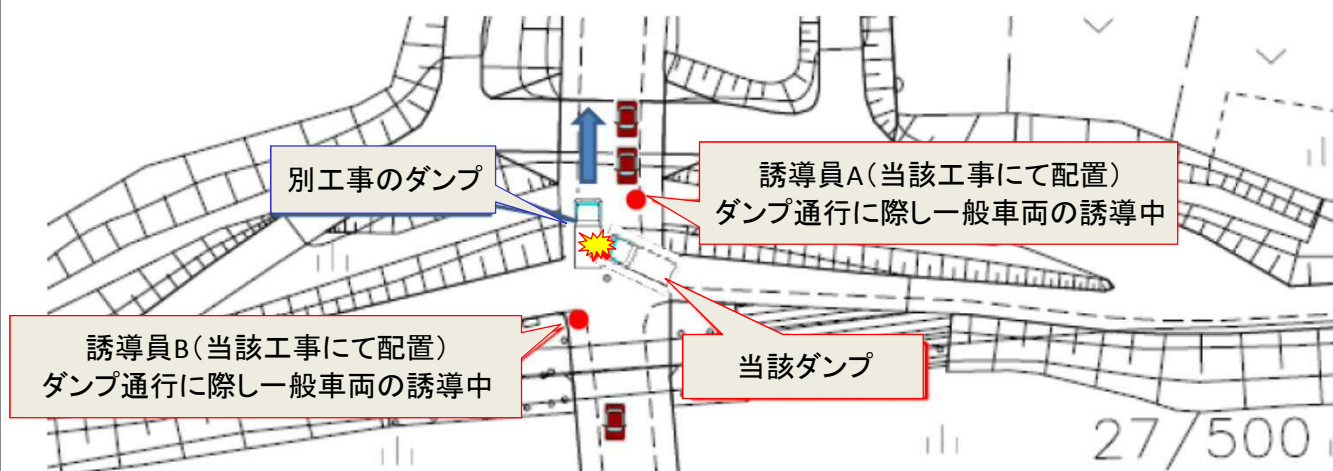 別工事のダンプ
誘導員A(当該工事にて配置)
ダンプ通行に際し一般車両の誘導中
誘導員B(当該工事にて配置)
ダンプ通行に際し一般車両の誘導中
当該ダンプ
27/500